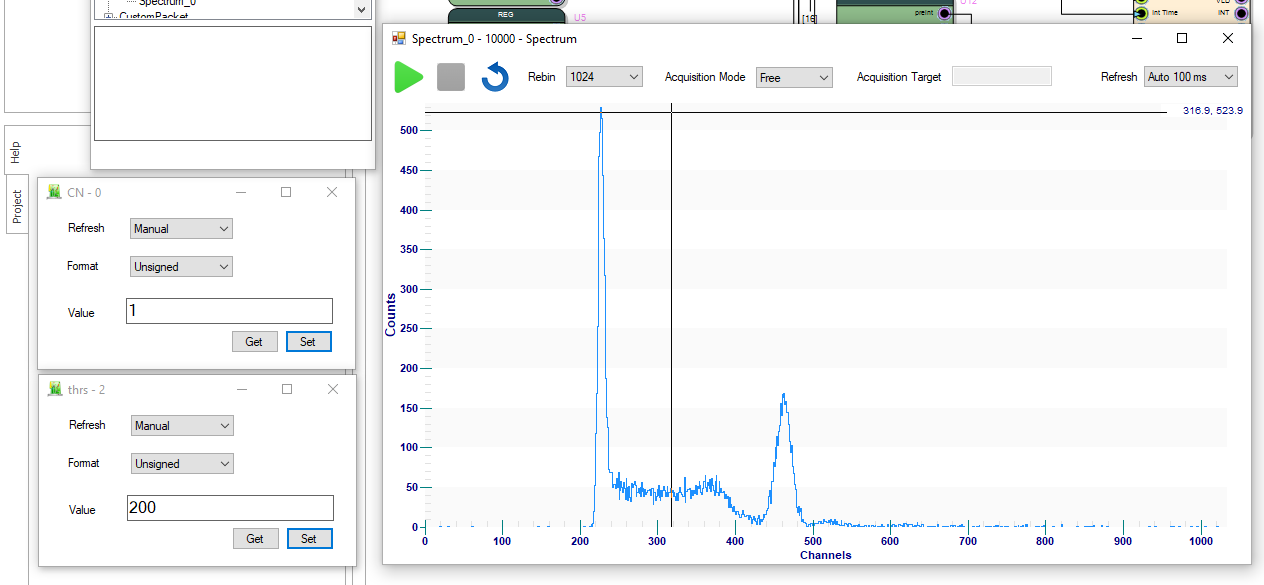 Spectrum_0
CustomPacket
REG
U5
[16]
preInt
U12
Int Time
VLD
INT
Help
Project
Spectrum_0 - 10000 - Spectrum
Rebin 1024 Acquisition Mode Free Acquisition Target Refresh Auto 100 ms
316.9, 523.9
500
450
400
350
300
250
200
150
100
50
0
Counts
0 100 200 300 400 500 600 700 800 900 1000
Channels
CN - 0
Refresh Manual
Format Unsigned
Value 1
Get Set
thrs - 2
Refresh Manual
Format Unsigned
Value 200
Get Set